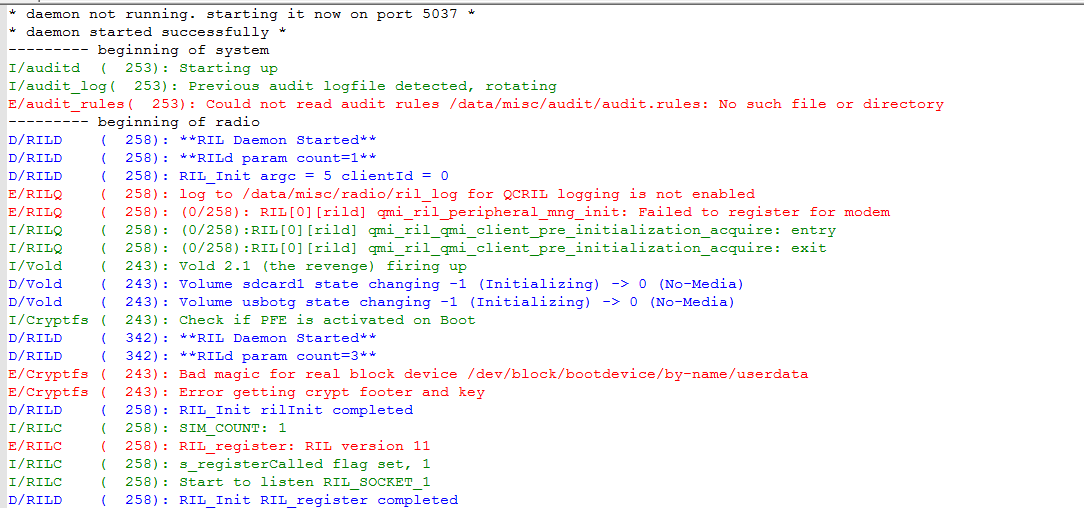 * daemon not running. starting it now on port 5037 *
* daemon started successfully *
--------- beginning of system
I/auditd  (  253): Starting up
I/audit_log(  253): Previous audit logfile detected, rotating
E/audit_rules(  253): Could not read audit rules /data/misc/audit/audit.rules: No such file or directory
--------- beginning of radio
D/RILD    (  258): **RIL Daemon Started**
D/RILD    (  258): **RILd param count=1**
D/RILD    (  258): RIL_Init argc = 5 clientId = 0
E/RILQ    (  258): log to /data/misc/radio/ril_log for QCRIL logging is not enabled
E/RILQ    (  258): (0/258): RIL[0][rild] qmi_ril_peripheral_mng_init: Failed to register for modem
I/RILQ    (  258): (0/258):RIL[0][rild] qmi_ril_qmi_client_pre_initialization_acquire: entry
I/RILQ    (  258): (0/258):RIL[0][rild] qmi_ril_qmi_client_pre_initialization_acquire: exit
I/Vold    (  243): Vold 2.1 (the revenge) firing up
D/Vold    (  243): Volume sdcard1 state changing -1 (Initializing) -> 0 (No-Media)
D/Vold    (  243): Volume usbotg state changing -1 (Initializing) -> 0 (No-Media)
I/Cryptfs (  243): Check if PFE is activated on Boot
D/RILD    (  342): **RIL Daemon Started**
D/RILD    (  342): **RILd param count=3**
E/Cryptfs (  243): Bad magic for real block device /dev/block/bootdevice/by-name/userdata
E/Cryptfs (  243): Error getting crypt footer and key
D/RILD    (  258): RIL_Init rilInit completed
I/RILC    (  258): SIM_COUNT: 1
E/RILC    (  258): RIL_register: RIL version 11
I/RILC    (  258): s_registerCalled flag set, 1
I/RILC    (  258): Start to listen RIL_SOCKET_1
D/RILD    (  258): RIL_Init RIL_register completed